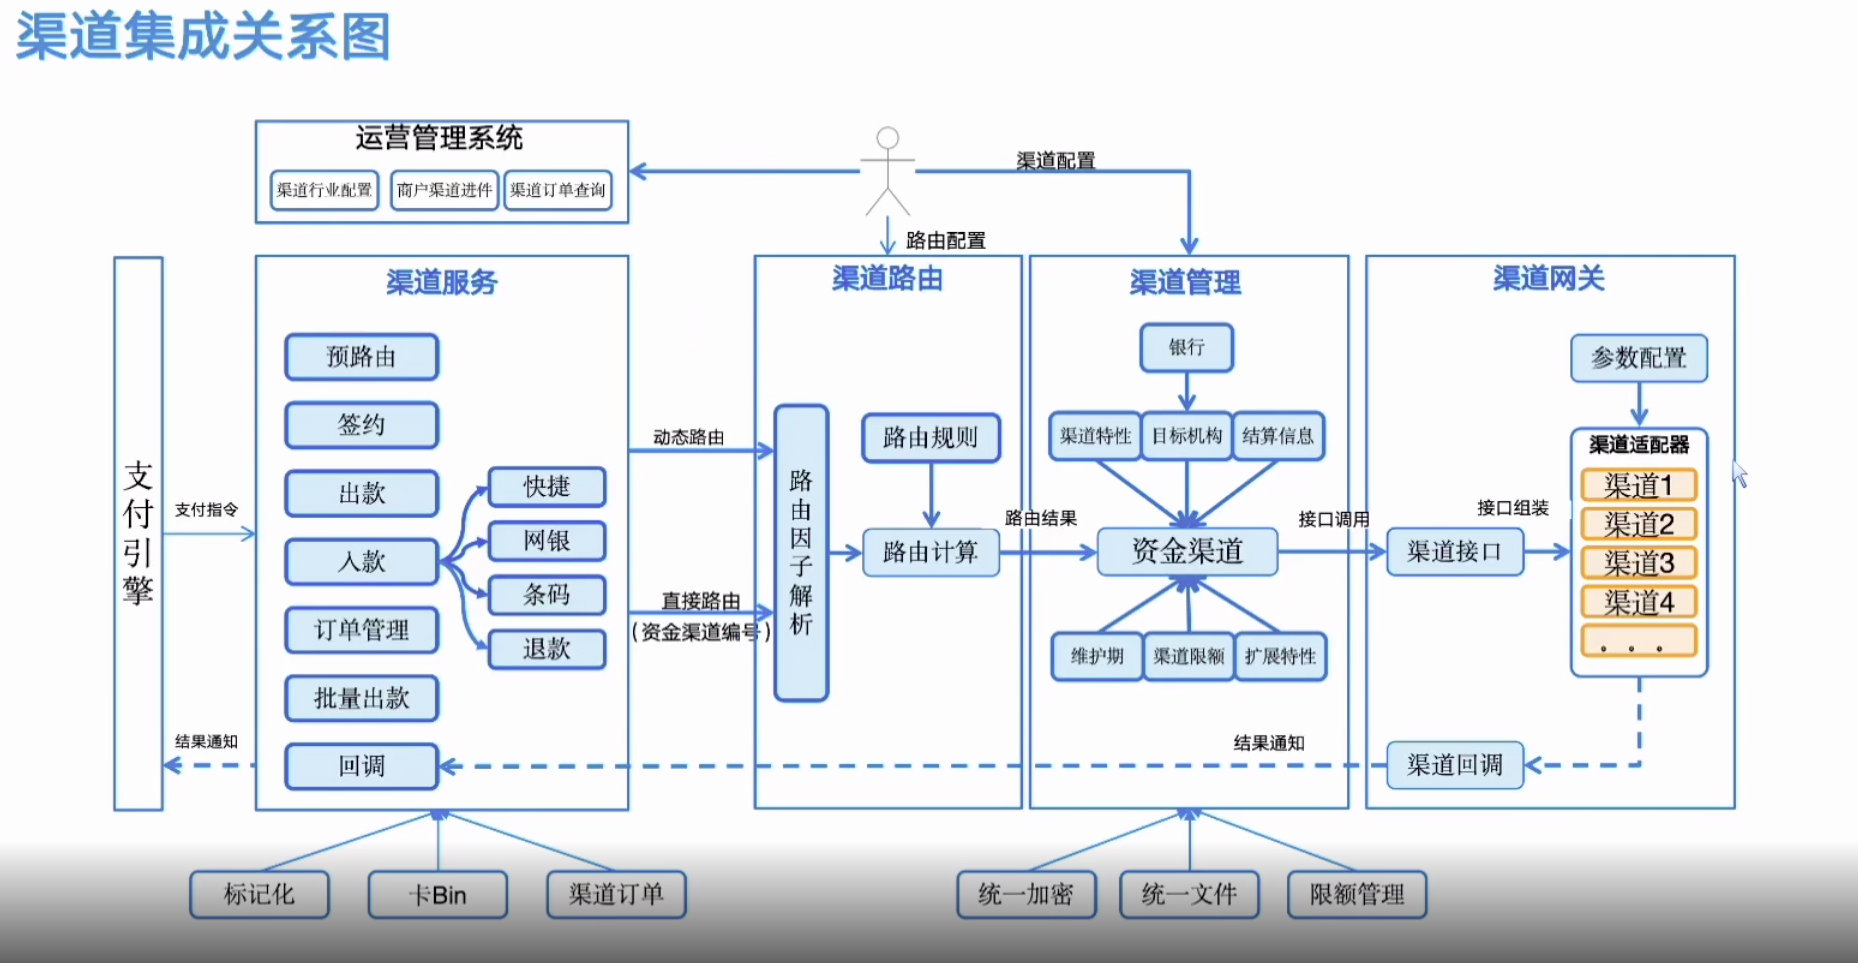 渠道集成关系图
运营管理系统
渠道行业配置
商户渠道进件
渠道订单查询
渠道配置
路由配置
支付引擎
支付指令
结果通知
渠道服务
预路由
签约
出款
入款
订单管理
批量出款
回调
快捷
网银
条码
退款
动态路由
直接路由
(资金渠道编号)
渠道路由
路由因子解析
路由规则
路由计算
路由结果
渠道管理
银行
渠道特性
目标机构
结算信息
资金渠道
维护期
渠道限额
扩展特性
接口调用
结果通知
渠道网关
参数配置
渠道适配器
渠道1
渠道2
渠道3
渠道4
。。。
接口组装
渠道接口
渠道回调
标记化
卡Bin
渠道订单
统一加密
统一文件
限额管理